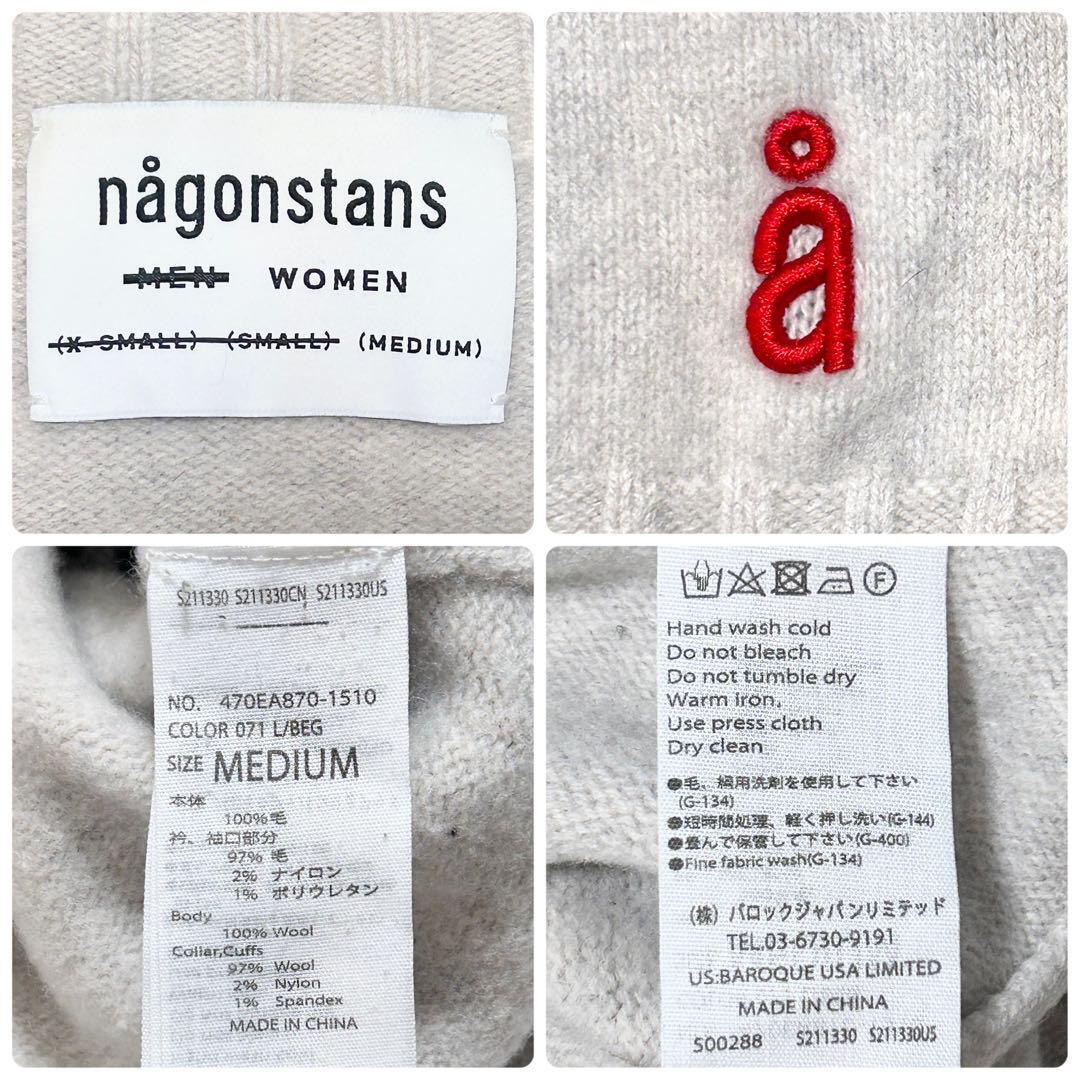 någonstans
MEN WOMEN
(X-SMALL) (SMALL) (MEDIUM)
å
S211330 S211330CN S211330US
NO. 470EA870-1510
COLOR 071 L/BEG
SIZE MEDIUM
本体
100%毛
衿、袖口部分
97% 毛
2% ナイロン
1% ポリウレタン
Body
100% Wool
Collar,Cuffs
97% Wool
2% Nylon
1% Spandex
MADE IN CHINA
F
Hand wash cold
Do not bleach
Do not tumble dry
Warm iron,
Use press cloth
Dry clean
●毛、絹用洗剤を使用して下さい
(G-134)
●短時間処理、軽く押し洗い(G-144)
●畳んで保管して下さい(G-400)
●Fine fabric wash(G-134)
(株) バロックジャパンリミテッド
TEL.03-6730-9191
US:BAROQUE USA LIMITED
MADE IN CHINA
S00288 S211330 S211330US